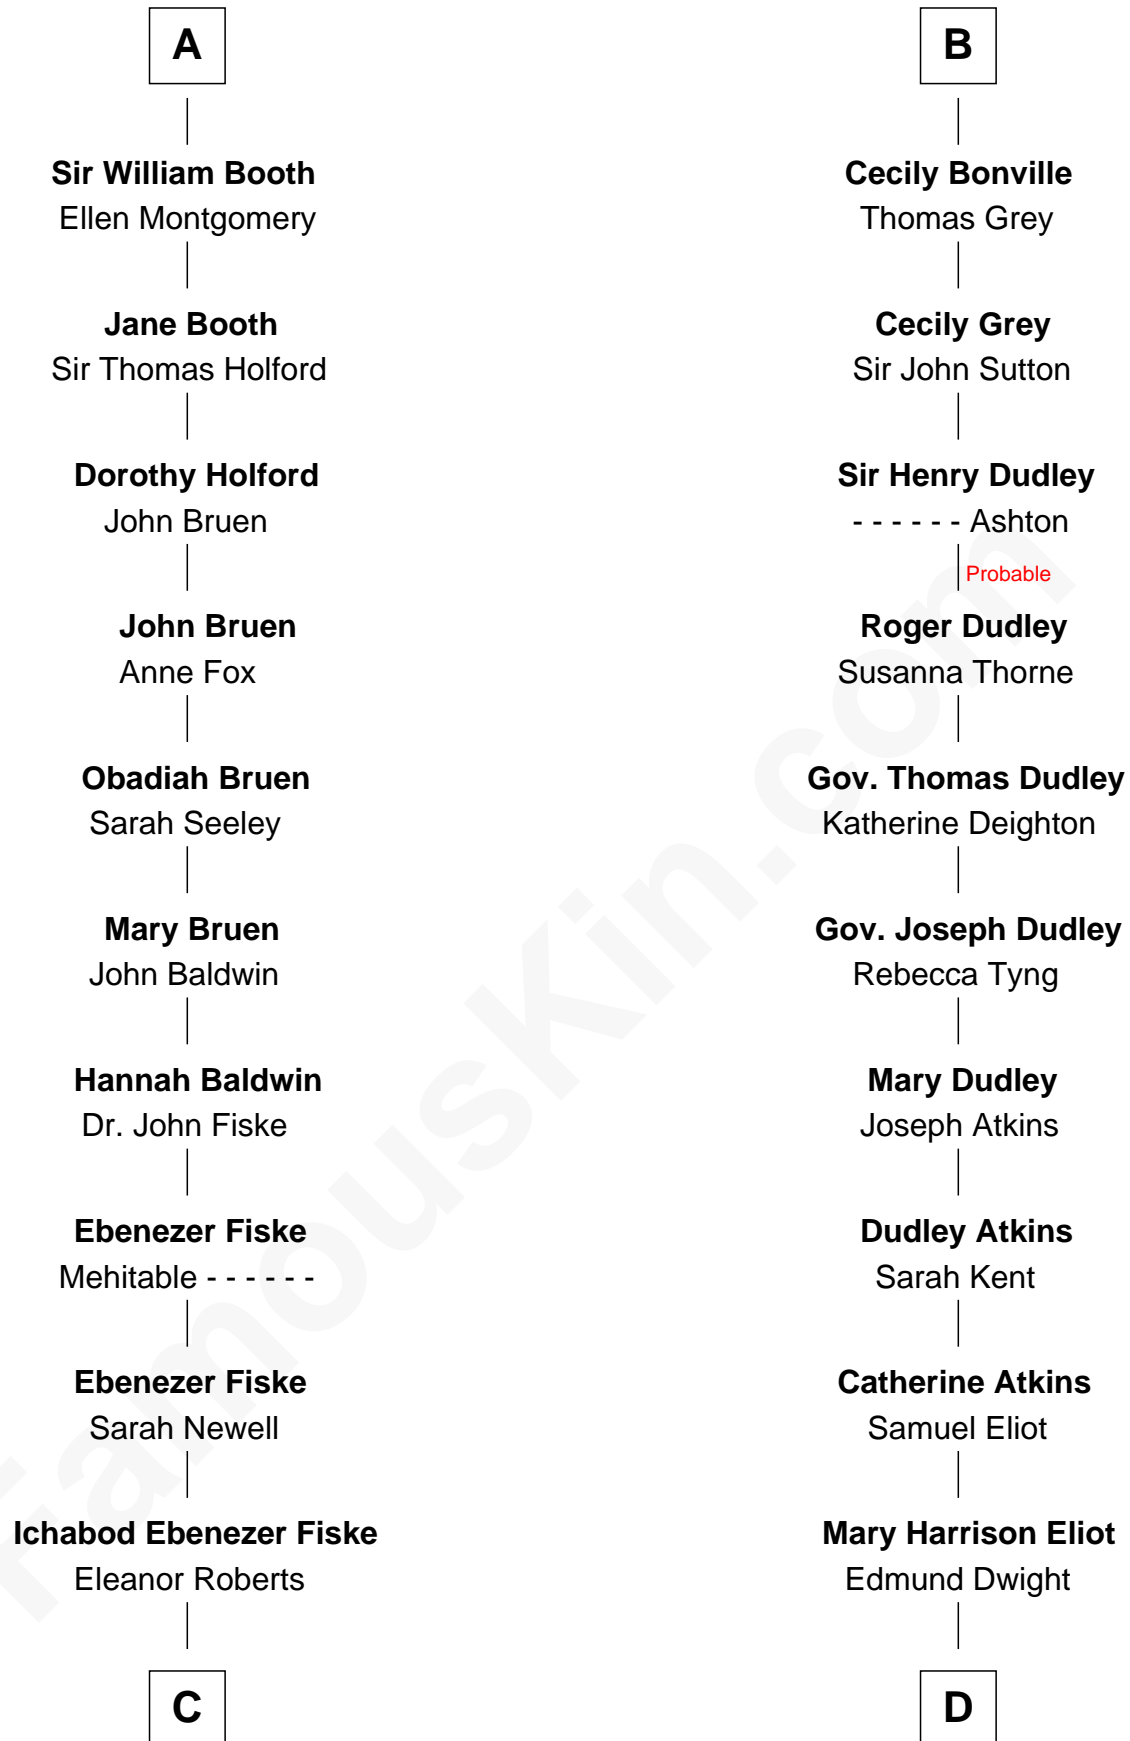 A
Sir William Booth
Ellen Montgomery
Jane Booth
Sir Thomas Holford
Dorothy Holford
John Bruen
John Bruen
Anne Fox
Obadiah Bruen
Sarah Seeley
Mary Bruen
John Baldwin
Hannah Baldwin
Dr. John Fiske
Ebenezer Fiske
Mehitable - - - - - -
Ebenezer Fiske
Sarah Newell
Ichabod Ebenezer Fiske
Eleanor Roberts
C
B
Cecily Bonville
Thomas Grey
Cecily Grey
Sir John Sutton
Sir Henry Dudley
- - - - - - Ashton
Probable
Roger Dudley
Susanna Thorne
Gov. Thomas Dudley
Katherine Deighton
Gov. Joseph Dudley
Rebecca Tyng
Mary Dudley
Joseph Atkins
Dudley Atkins
Sarah Kent
Catherine Atkins
Samuel Eliot
Mary Harrison Eliot
Edmund Dwight
D
FamousKin.com